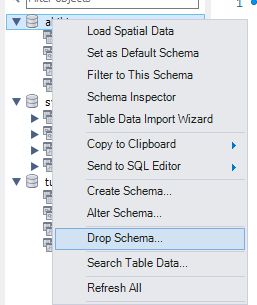 Filter objects
Load Spatial Data
Set as Default Schema
Filter to This Schema
Schema Inspector
Table Data Import Wizard
Copy to Clipboard
Send to SQL Editor
Create Schema...
Alter Schema...
Drop Schema...
Search Table Data...
Refresh All
1